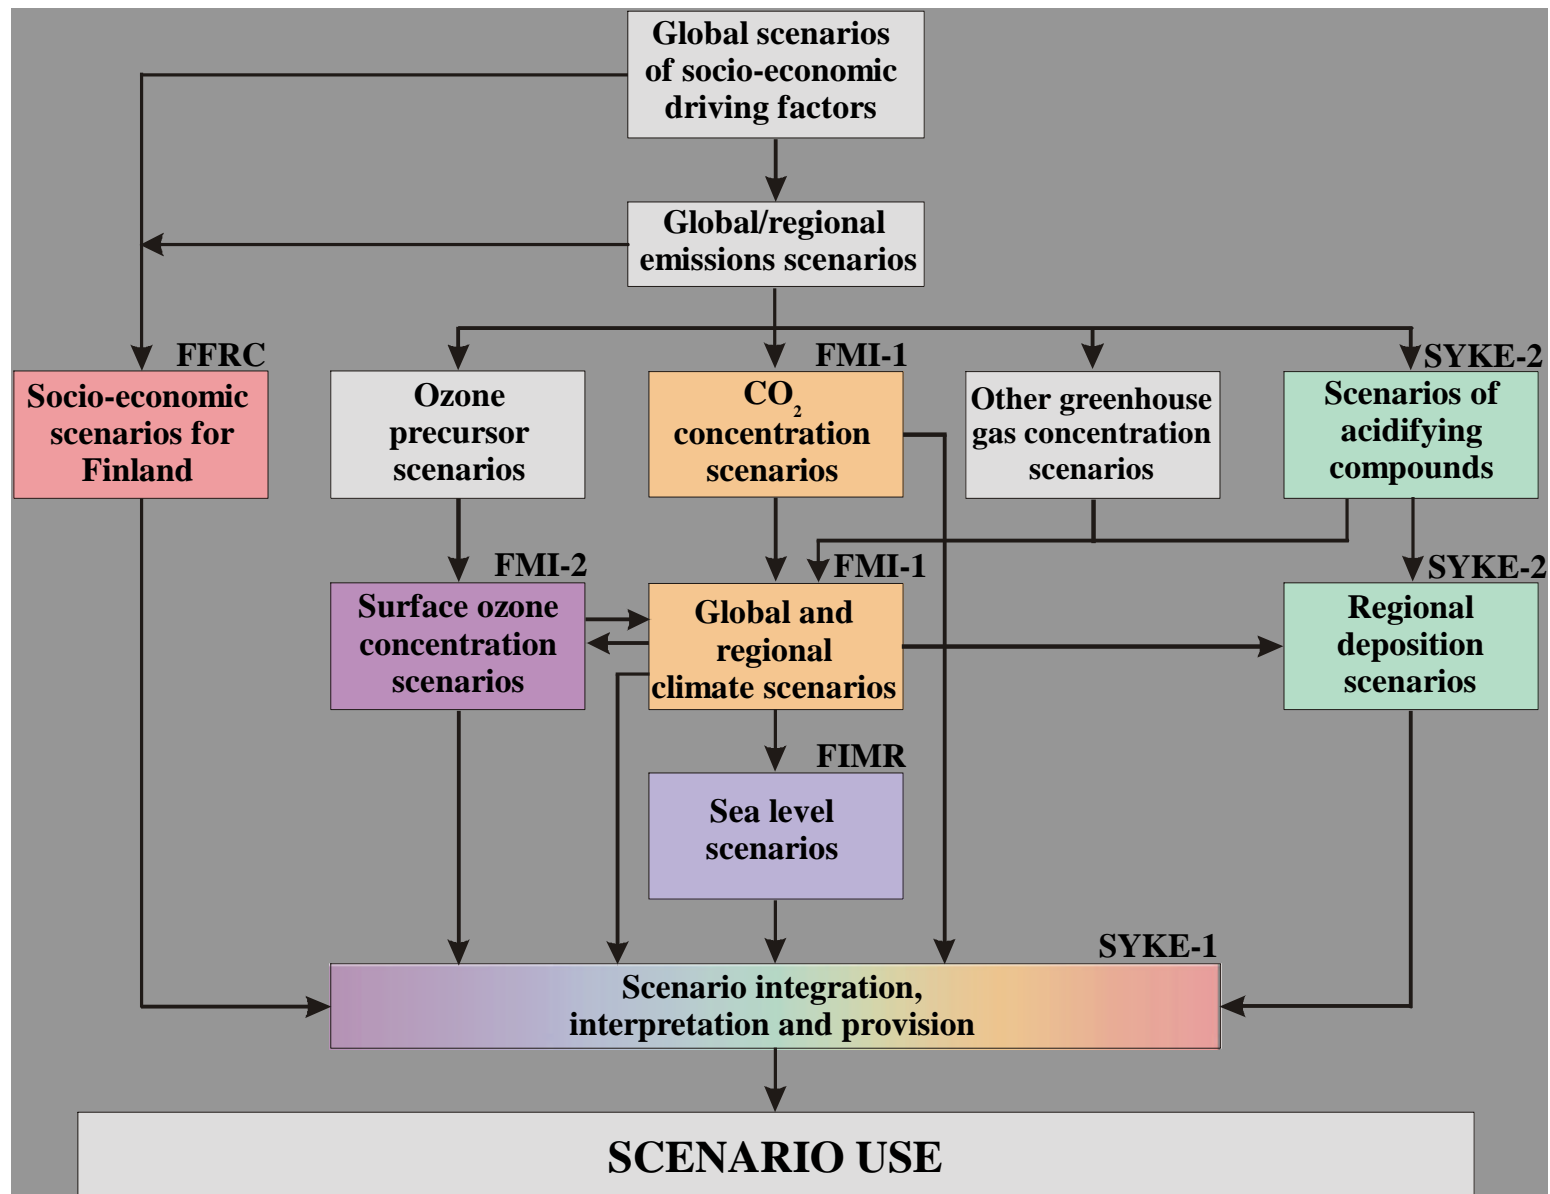 Global scenarios
of socio-economic
driving factors
Global/regional
emissions scenarios
FFRC
Socio-economic
scenarios for
Finland
Ozone
precursor
scenarios
FMI-1
CO2
concentration
scenarios
Other greenhouse
gas concentration
scenarios
SYKE-2
Scenarios of
acidifying
compounds
FMI-2
Surface ozone
concentration
scenarios
FMI-1
Global and
regional
climate scenarios
SYKE-2
Regional
deposition
scenarios
FIMR
Sea level
scenarios
SYKE-1
Scenario integration,
interpretation and provision
SCENARIO USE